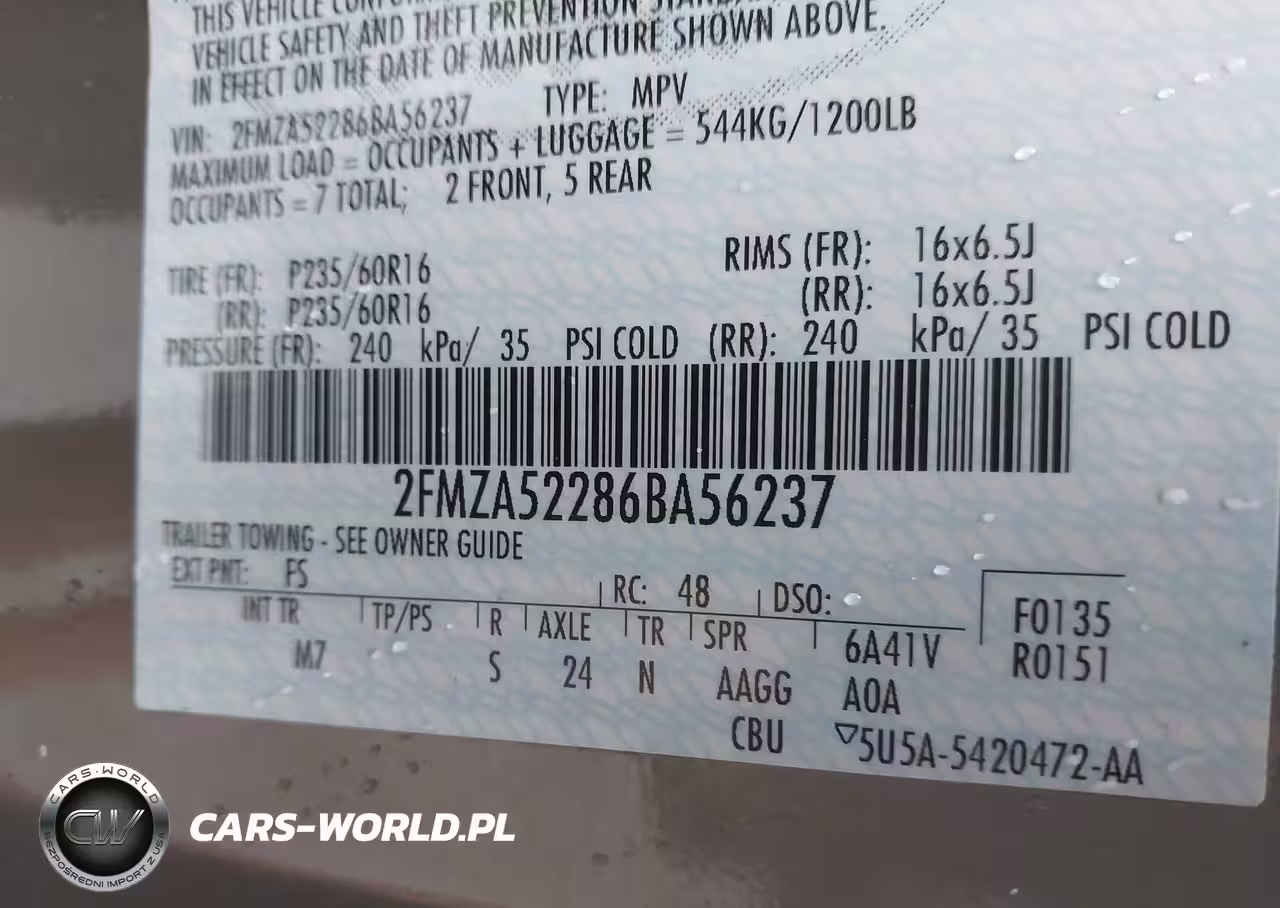 THIS VEHICLE
VEHICLE SAFETY AND THEFT PREVENTION
IN EFFECT ON THE DATE OF MANUFACTURE SHOWN ABOVE.
VIN: 2FMZA52286BA56237 TYPE: MPV
MAXIMUM LOAD = OCCUPANTS + LUGGAGE = 544KG/1200LB
OCCUPANTS = 7 TOTAL; 2 FRONT, 5 REAR
TIRE (FR): P235/60R16 RIMS (FR): 16x6.5J
(RR): P235/60R16 (RR): 16x6.5J
PRESSURE (FR): 240 kPa/ 35 PSI COLD (RR): 240 kPa/ 35 PSI COLD
2FMZA52286BA56237
TRAILER TOWING - SEE OWNER GUIDE
EXT PNT: FS RC: 48 DSO:
INT TR TP/PS R AXLE TR SPR 6A41V F0135
M7 S 24 N AAGG A0A R0151
CBU ▽5U5A-5420472-AA
CARS-WORLD
CW
BEZPOŚREDNI IMPORT Z USA
CARS-WORLD.PL